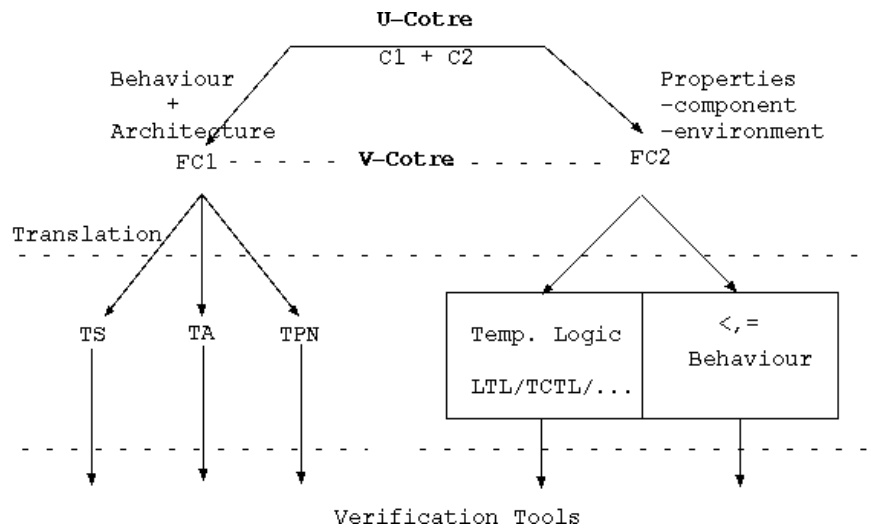 U-Cotre
C1 + C2
Behaviour
+
Architecture
Properties
-component
-environment
FC1
V-Cotre
FC2
Translation
TS
TA
TPN
Temp. Logic
LTL/TCTL/...
<,=
Behaviour
Verification Tools